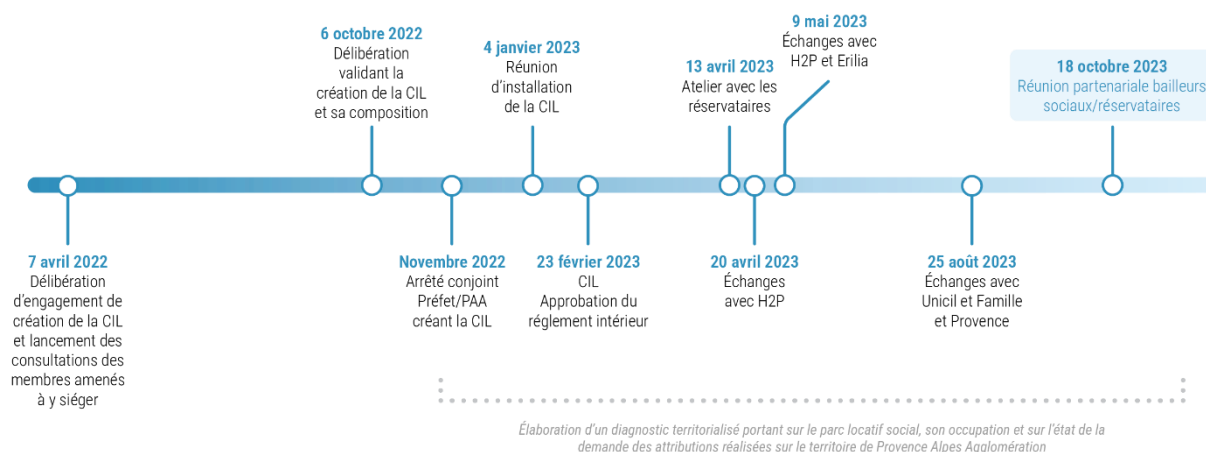 7 avril 2022
Délibération
d'engagement de
création de la CIL
et lancement des
consultations des
membres amenés
à y siéger
6 octobre 2022
Délibération
validant la
création de la CIL
et sa composition
Novembre 2022
Arrêté conjoint
Préfet/PAA
créant la CIL
4 janvier 2023
Réunion
d'installation
de la CIL
23 février 2023
CIL
Approbation du
réglement intérieur
13 avril 2023
Atelier avec les
réservataires
20 avril 2023
Échanges
avec H2P
9 mai 2023
Échanges avec
H2P et Erilia
25 août 2023
Échanges avec
Unicil et Famille
et Provence
18 octobre 2023
Réunion partenariale bailleurs
sociaux/réservataires
Élaboration d'un diagnostic territorialisé portant sur le parc locatif social, son occupation et sur l'état de la
demande des attributions réalisées sur le territoire de Provence Alpes Agglomération